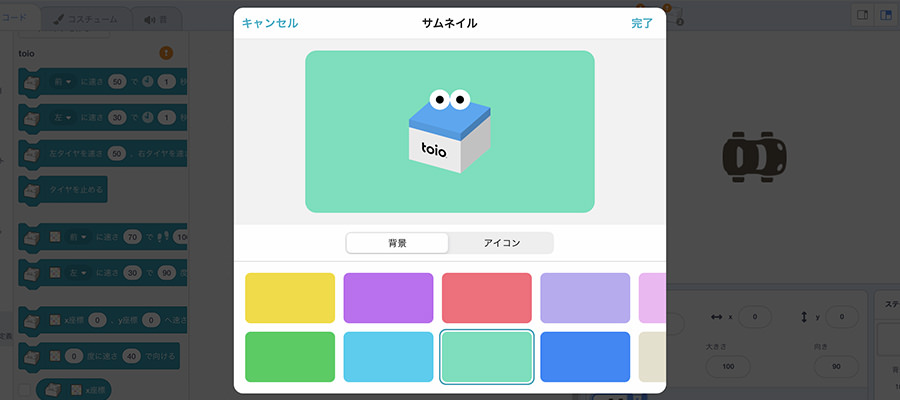 コード
コスチューム
音
キャンセル
サムネイル
完了
toio
!
前 に速さ 50 で 1 秒
左 に速さ 30 で 1 秒
左タイヤを速さ 50 、右タイヤを速
タイヤを止める
前 に速さ 70 で 10
左 に速さ 30 で 90 度
x座標 0 、y座標 0 へ速さ
0 度に速さ 40 で向ける
x座標
定義
toio
背景
アイコン
x 0
y 0
大きさ
向き
100
90
ステ
背